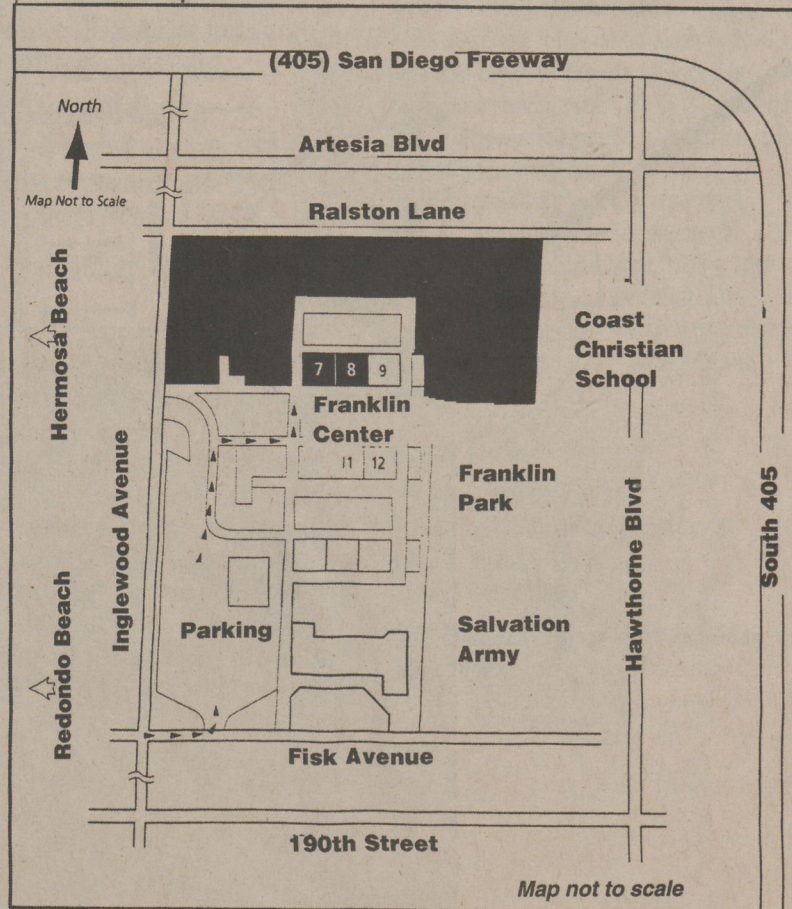 (405) San Diego Freeway
North
Map Not to Scale
Artesia Blvd
Ralston Lane
Hermosa Beach
Coast
Christian
School
7 8 9
Franklin
Center
11 12
Franklin
Park
Inglewood Avenue
Hawthorne Blvd
South 405
Redondo Beach
Parking
Salvation
Army
Fisk Avenue
190th Street
Map not to scale